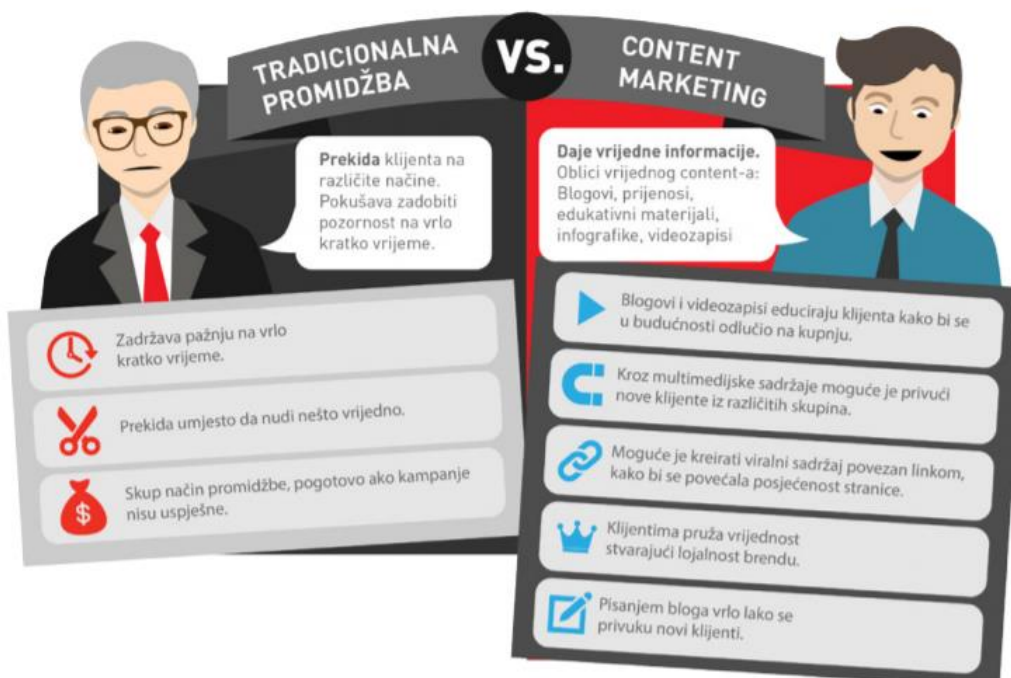 TRADICIONALNA
PROMIDŽBA
VS.
CONTENT
MARKETING
Prekida klijenta na
različite načine.
Pokušava zadobiti
pozornost na vrlo
kratko vrijeme.
Daje vrijedne informacije.
Oblici vrijednog content-a:
Blogovi, prijenosi,
edukativni materijali,
infografike, videozapisi
Zadržava pažnju na vrlo
kratko vrijeme.
Prekida umjesto da nudi nešto vrijedno.
$
Skup način promidžbe, pogotovo ako kampanje
nisu uspješne.
Blogovi i videozapisi educiraju klijenta kako bi se
u budućnosti odlučio na kupnju.
Kroz multimedijske sadržaje moguće je privući
nove klijente iz različitih skupina.
Moguće je kreirati viralni sadržaj povezan linkom,
kako bi se povećala posjećenost stranice.
Klijentima pruža vrijednost
stvarajući lojalnost brendu.
Pisanjem bloga vrlo lako se
privuku novi klijenti.